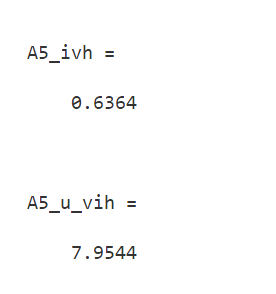 A5_ivh =
0.6364
A5_u_vih =
7.9544